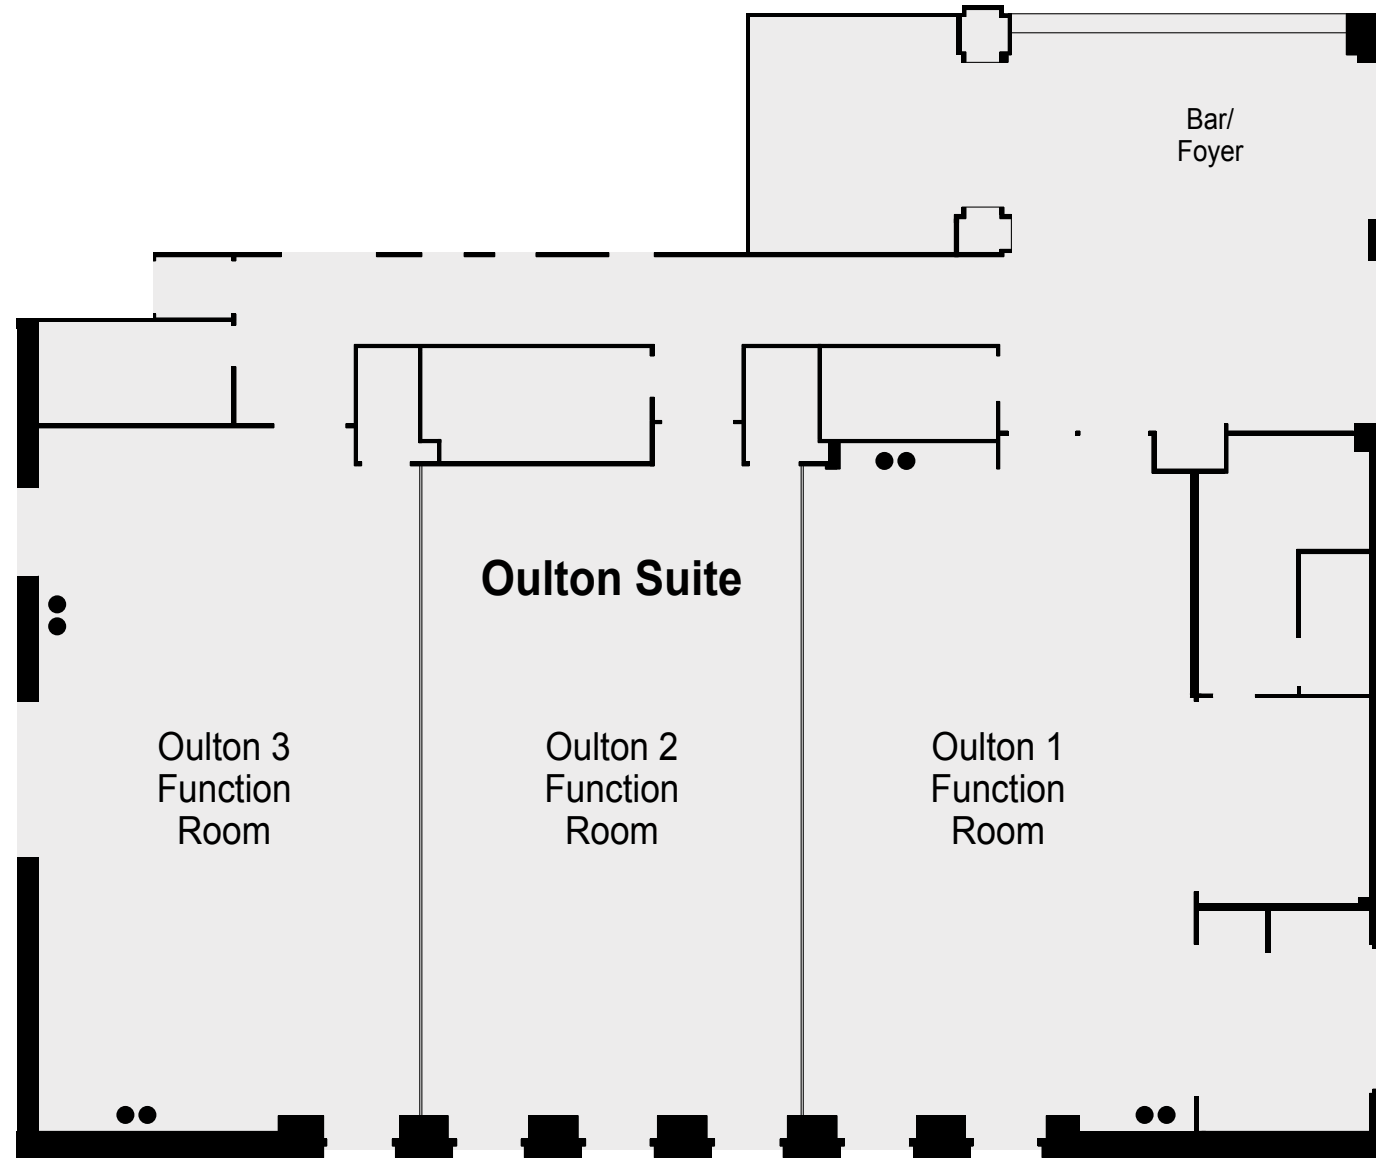 Bar/
Foyer
Oulton Suite
Oulton 3
Function
Room
Oulton 2
Function
Room
Oulton 1
Function
Room